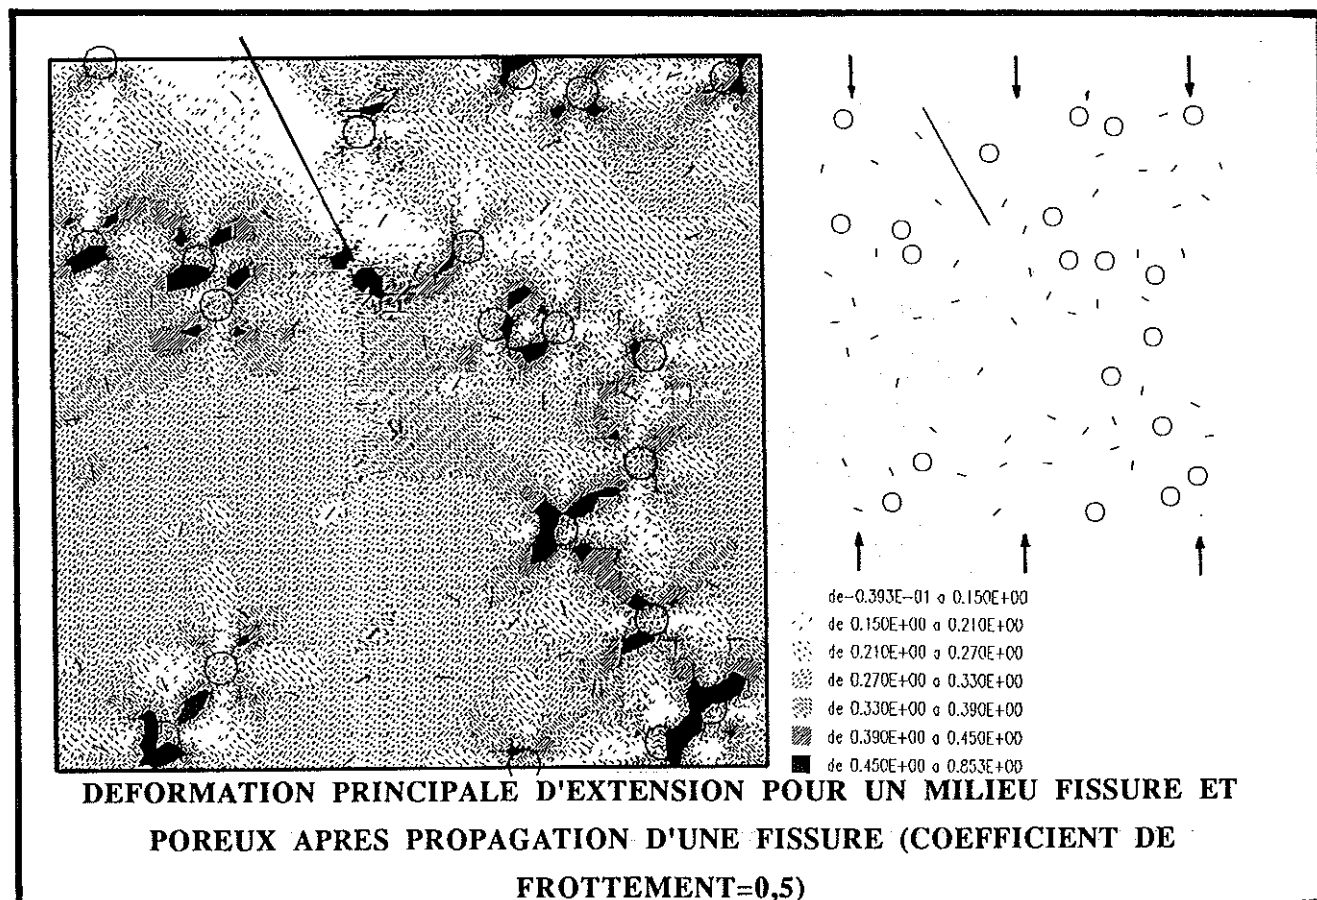 de-0.393E-01 a 0.150E+00
de 0.150E+00 a 0.210E+00
de 0.210E+00 a 0.270E+00
de 0.270E+00 a 0.330E+00
de 0.330E+00 a 0.390E+00
de 0.390E+00 a 0.450E+00
de 0.450E+00 a 0.853E+00
DEFORMATION PRINCIPALE D'EXTENSION POUR UN MILIEU FISSURE ET
POREUX APRES PROPAGATION D'UNE FISSURE (COEFFICIENT DE
FROTTEMENT=0,5)